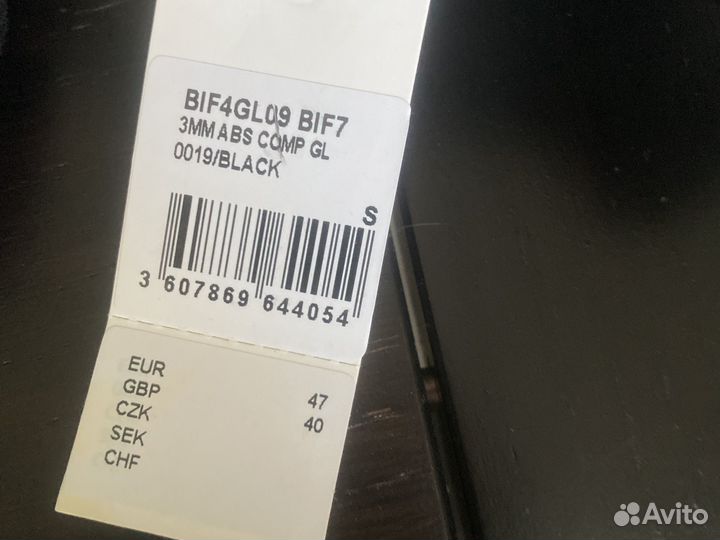 BIF4GL09 BIF7
3MM ABS COMP GL
0019/BLACK
S
3 607869 644054
EUR 47
GBP 40
CZK
SEK
CHF
Avito